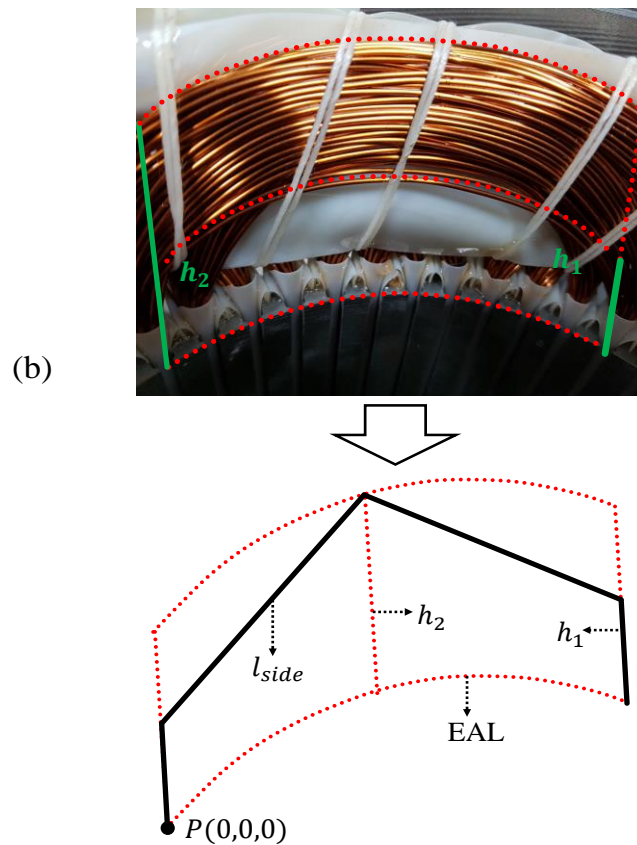 h₂
h₁
(b)
h₂
h₁
l_side
EAL
P(0,0,0)